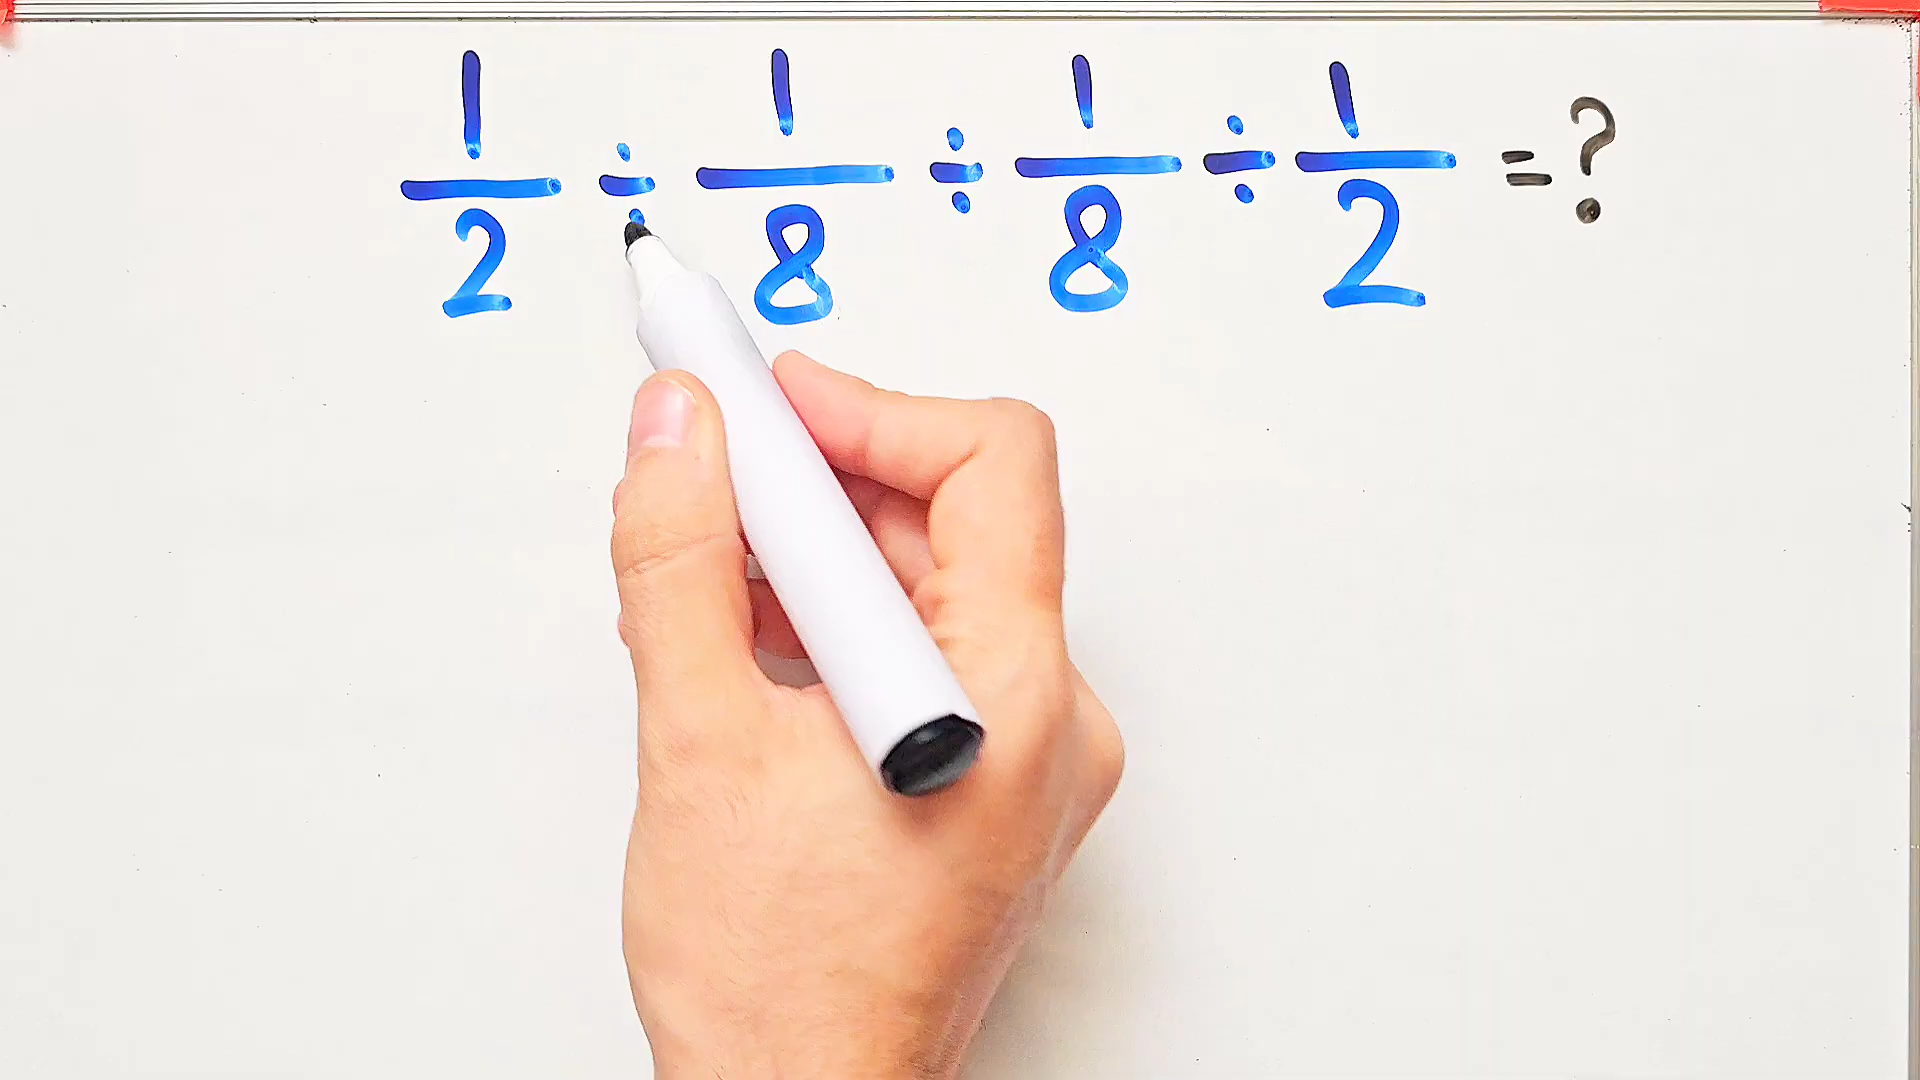 1/2 ÷ 1/8 ÷ 1/8 ÷ 1/2 = ?